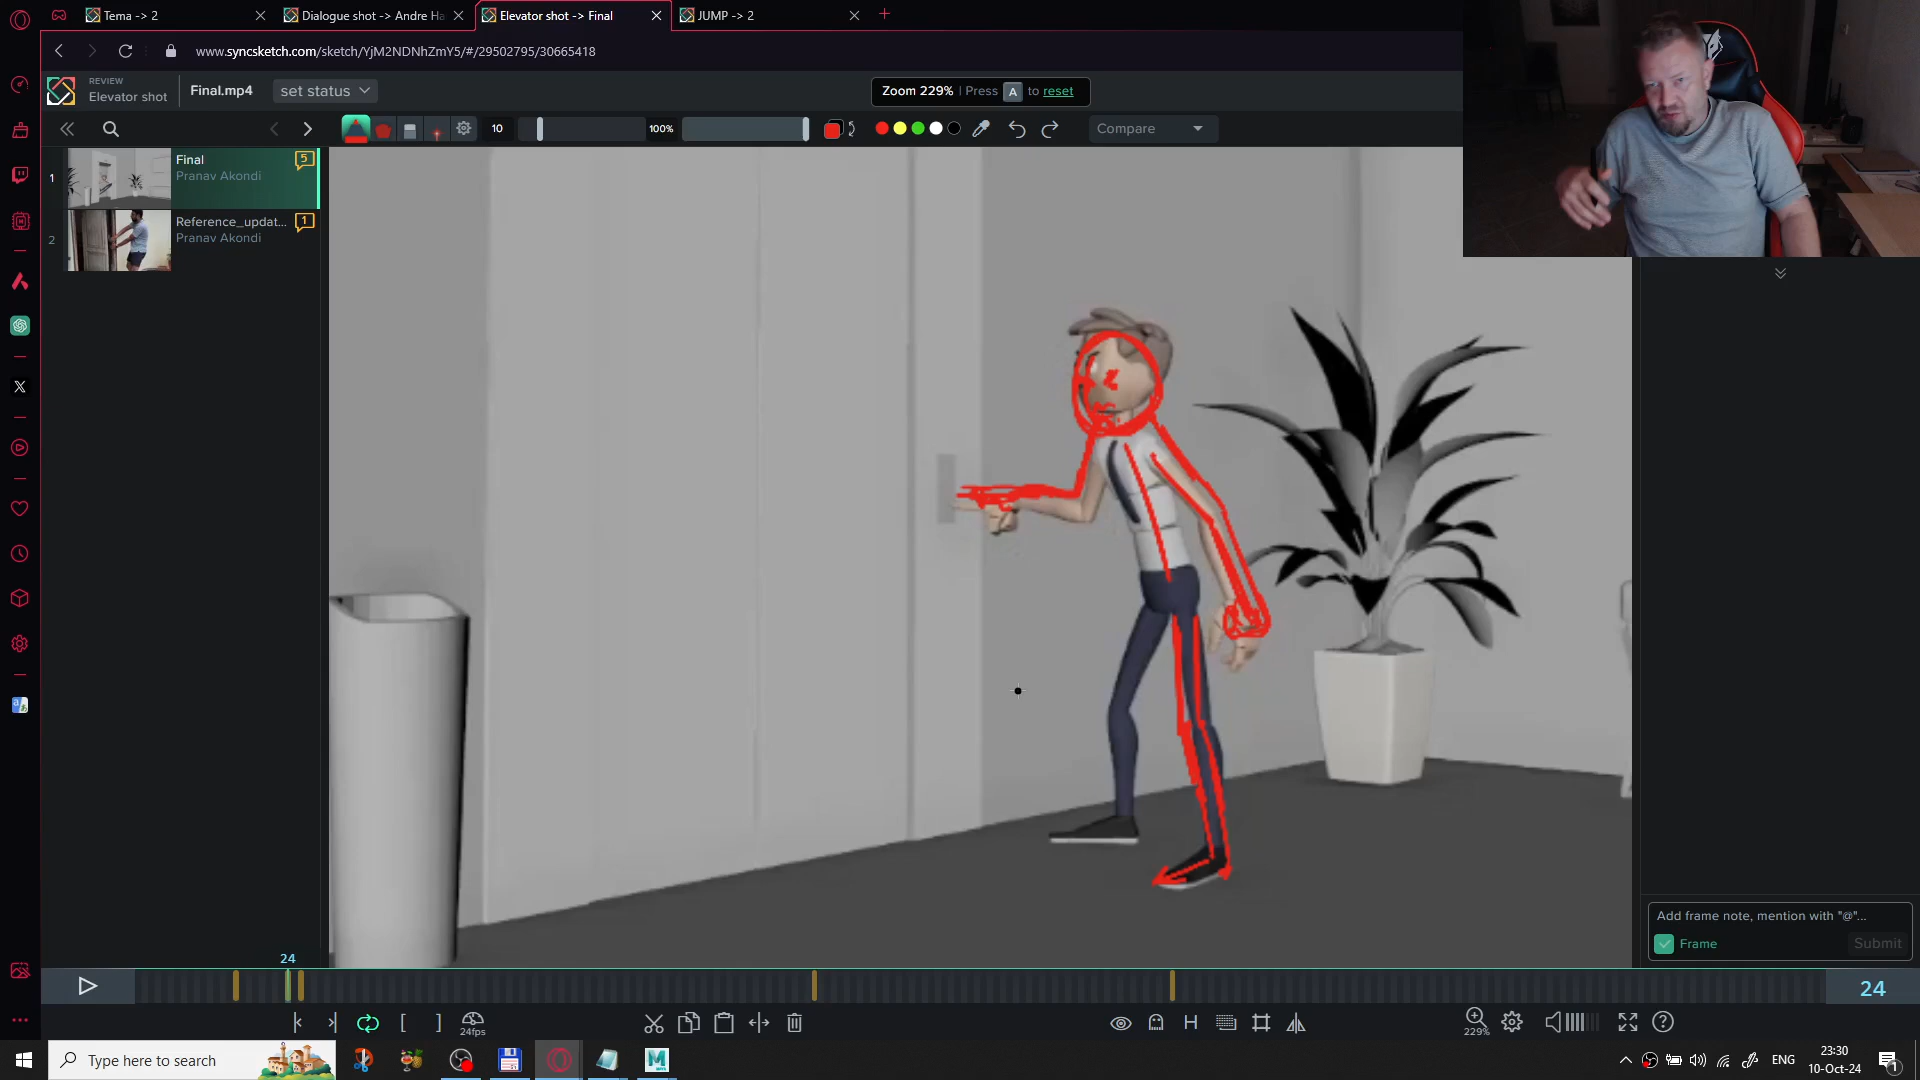 Tema -> 2
Dialogue shot -> Andre Ha
Elevator shot -> Final
JUMP -> 2
www.syncsketch.com/sketch/YjM2NDNhZmY5/#/29502795/30665418
REVIEW
Elevator shot
Final.mp4
set status
Zoom 229% | Press A to reset
10
100%
Compare
1
Final
Pranav Akondi
5
2
Reference_updat...
Pranav Akondi
1
Add frame note, mention with "@"...
Frame
Submit
24
24
24fps
H
229%
Type here to search
ENG
23:30
10-Oct-24
1